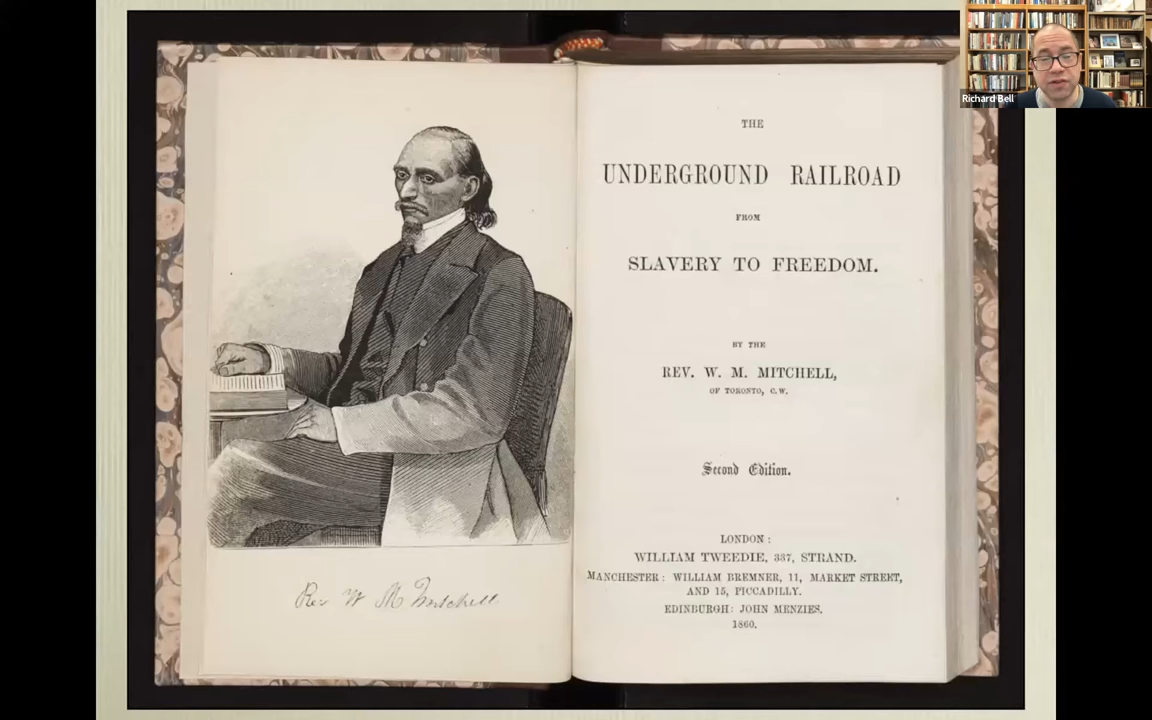 Richard Bell
THE
UNDERGROUND RAILROAD
FROM
SLAVERY TO FREEDOM.
BY THE
REV. W. M. MITCHELL,
OF TORONTO, C.W.
Second Edition.
LONDON:
WILLIAM TWEEDIE, 337, STRAND.
MANCHESTER: WILLIAM BREMNER, 11, MARKET STREET,
AND 15, PICCADILLY.
EDINBURGH: JOHN MENZIES.
1860.
Rev W M Mitchell